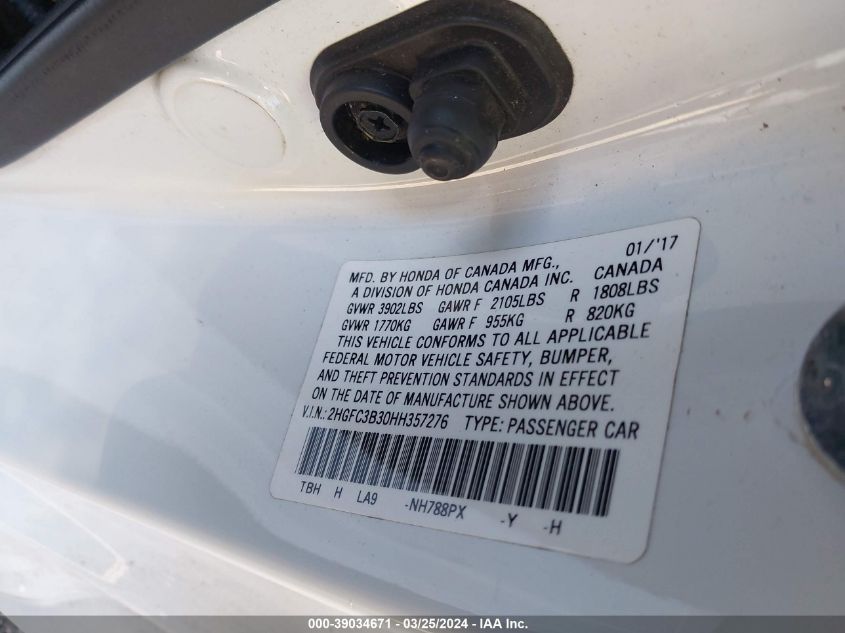 01/'17
MFD. BY HONDA OF CANADA MFG.,
A DIVISION OF HONDA CANADA INC. CANADA
GVWR 3902LBS GAWR F 2105LBS R 1808LBS
GVWR 1770KG GAWR F 955KG R 820KG
THIS VEHICLE CONFORMS TO ALL APPLICABLE
FEDERAL MOTOR VEHICLE SAFETY, BUMPER,
AND THEFT PREVENTION STANDARDS IN EFFECT
ON THE DATE OF MANUFACTURE SHOWN ABOVE.
V.I.N.: 2HGFC3B30HH357276 TYPE: PASSENGER CAR
TBH H LA9 -NH788PX -Y -H
000-39034671 - 03/25/2024 - IAA Inc.